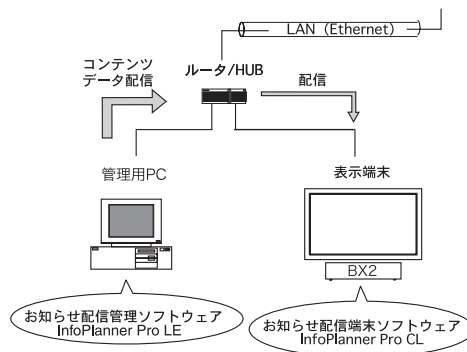 LAN（Ethernet）
コンテンツ
データ配信
ルータ/HUB
配信
管理用PC
表示端末
BX2
お知らせ配信管理ソフトウェア
InfoPlanner Pro LE
お知らせ配信端末ソフトウェア
InfoPlanner Pro CL